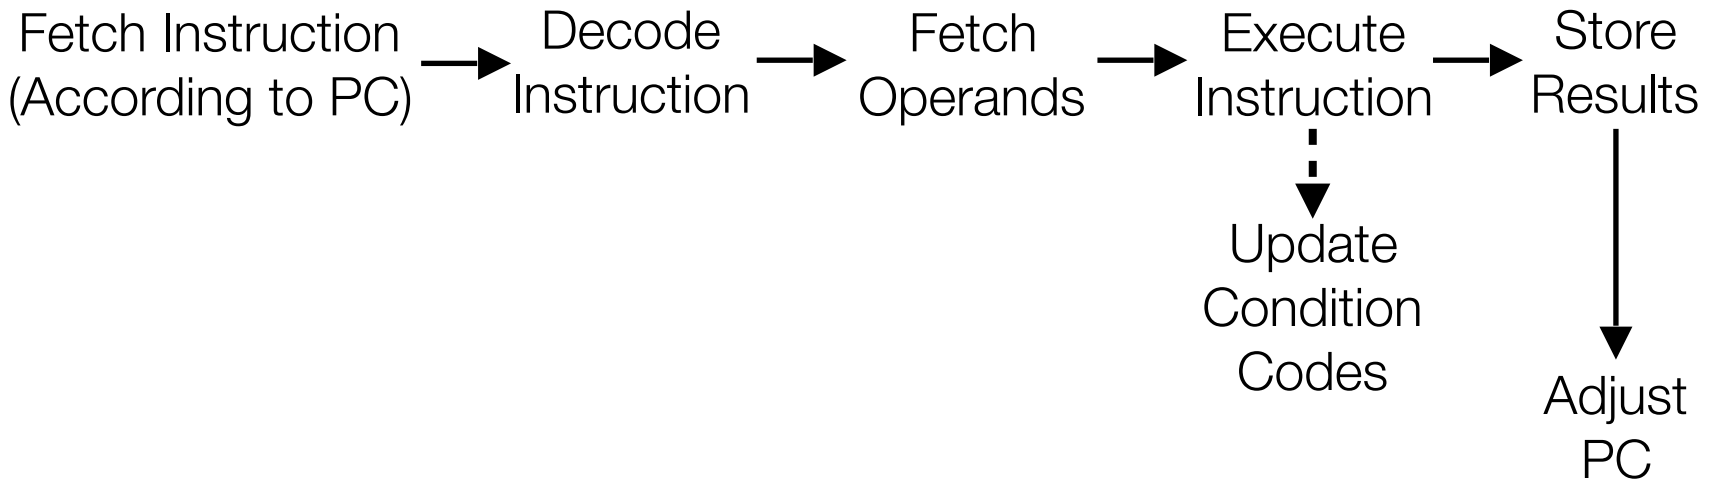 Fetch Instruction
(According to PC)
Decode
Instruction
Fetch
Operands
Execute
Instruction
Store
Results
Update
Condition
Codes
Adjust
PC